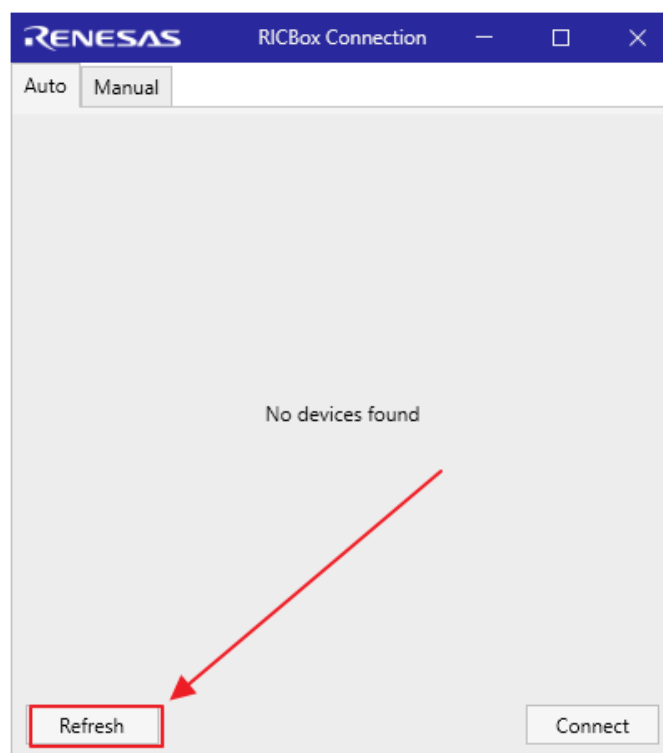 RENESAS RICBox Connection
Auto Manual
No devices found
Refresh Connect